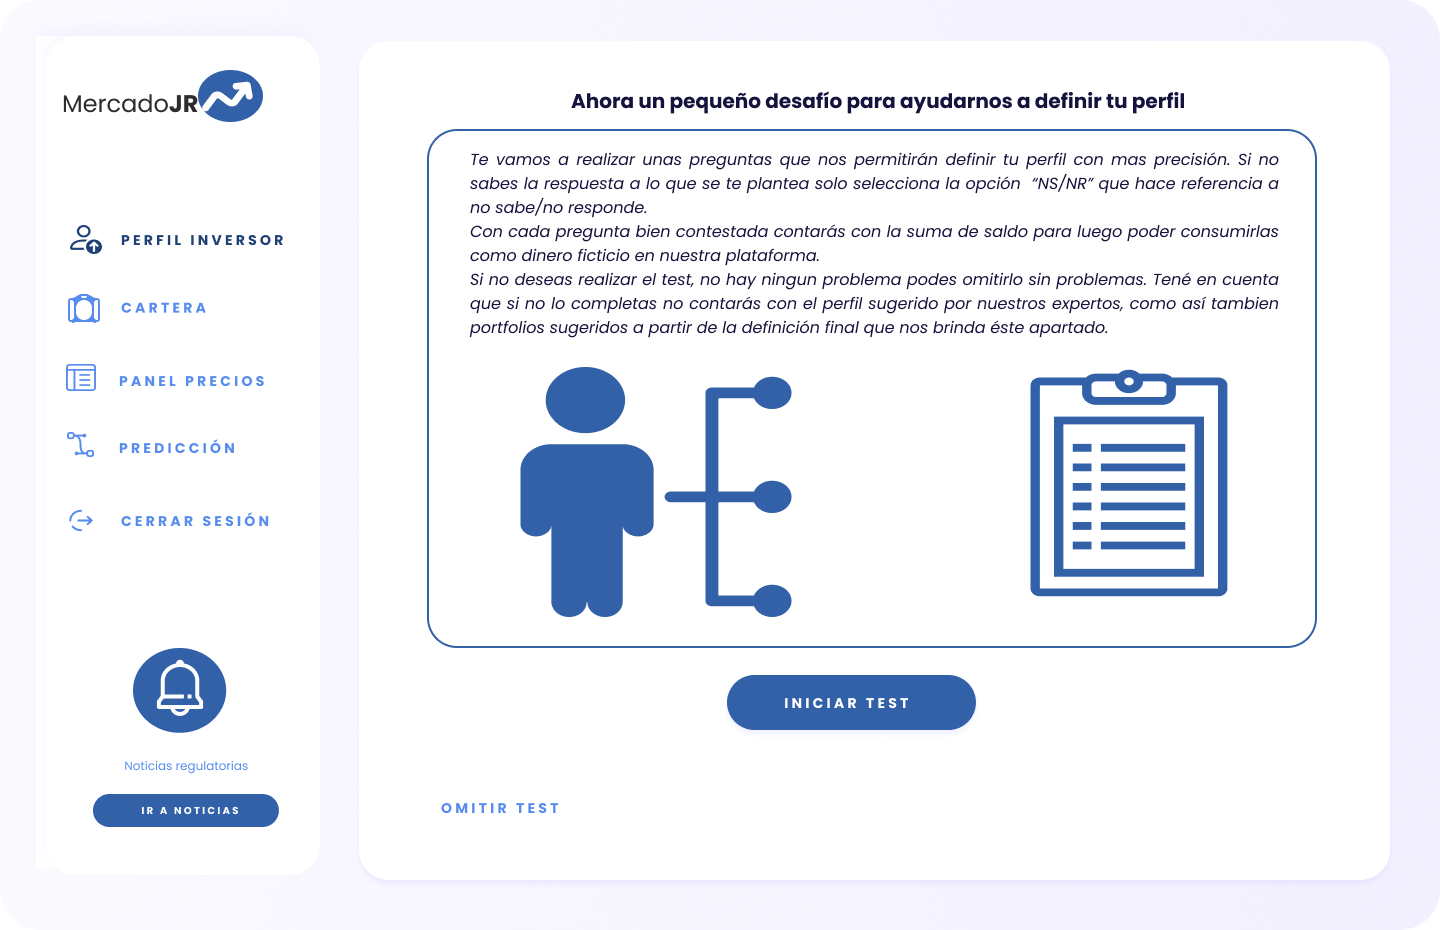 MercadoJR
PERFIL INVERSOR
CARTERA
PANEL PRECIOS
PREDICCIÓN
CERRAR SESIÓN
Noticias regulatorias
IR A NOTICIAS
Ahora un pequeño desafío para ayudarnos a definir tu perfil
Te vamos a realizar unas preguntas que nos permitirán definir tu perfil con mas precisión. Si no
sabes la respuesta a lo que se te plantea solo selecciona la opción “NS/NR” que hace referencia a
no sabe/no responde.
Con cada pregunta bien contestada contarás con la suma de saldo para luego poder consumirlas
como dinero ficticio en nuestra plataforma.
Si no deseas realizar el test, no hay ningun problema podes omitirlo sin problemas. Tené en cuenta
que si no lo completas no contarás con el perfil sugerido por nuestros expertos, como así tambien
portfolios sugeridos a partir de la definición final que nos brinda éste apartado.
INICIAR TEST
OMITIR TEST